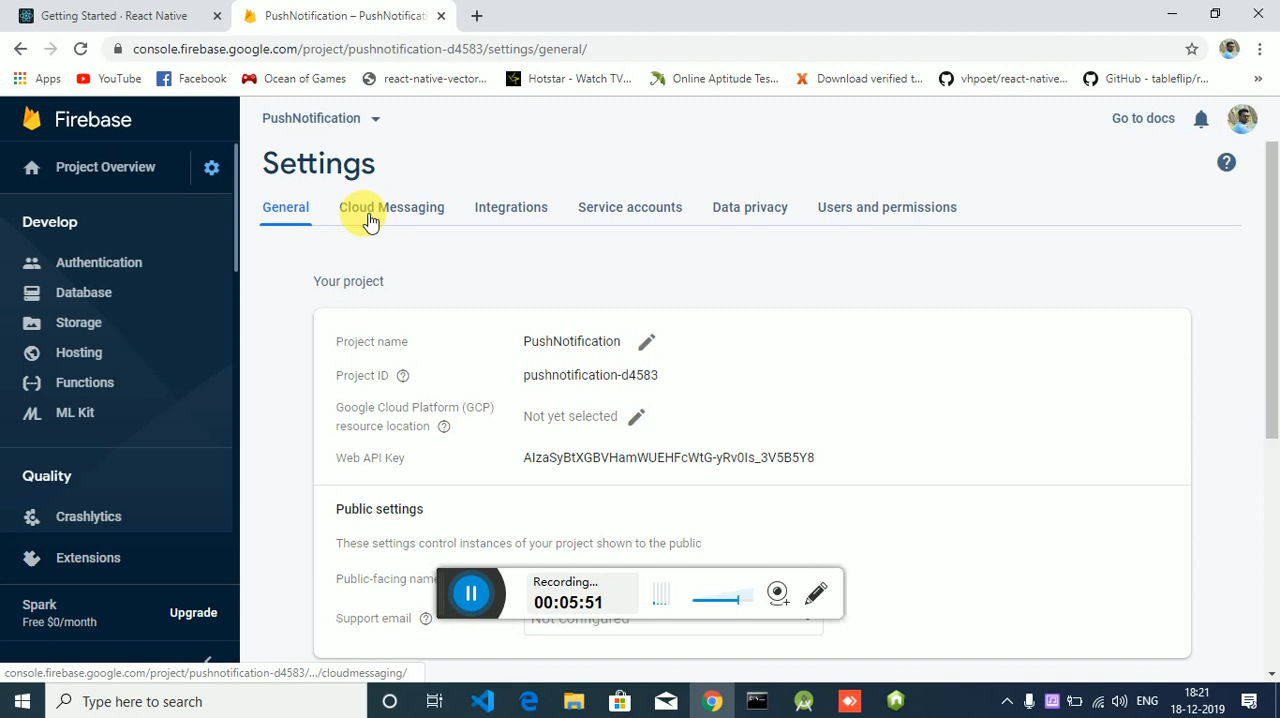 Getting Started · React Native
PushNotification – PushNotificati
console.firebase.google.com/project/pushnotification-d4583/settings/general/
Apps
YouTube
Facebook
Ocean of Games
react-native-vector...
Hotstar - Watch TV...
Online Aptitude Tes...
Download verified t...
vhpoet/react-native...
GitHub - tableflip/r...
»
Firebase
Project Overview
Develop
Authentication
Database
Storage
Hosting
Functions
ML Kit
Quality
Crashlytics
Extensions
Spark
Free $0/month
Upgrade
PushNotification
Go to docs
Settings
General
Cloud Messaging
Integrations
Service accounts
Data privacy
Users and permissions
Your project
Project name
PushNotification
Project ID
pushnotification-d4583
Google Cloud Platform (GCP)
resource location
Not yet selected
Web API Key
AIzaSyBtXGBVHamWUEHFcWtG-yRv0Is_3V5B5Y8
Public settings
These settings control instances of your project shown to the public
Public-facing name
Support email
Not configured
Recording...
00:05:51
console.firebase.google.com/project/pushnotification-d4583/.../cloudmessaging/
Type here to search
ENG
18:21
18-12-2019